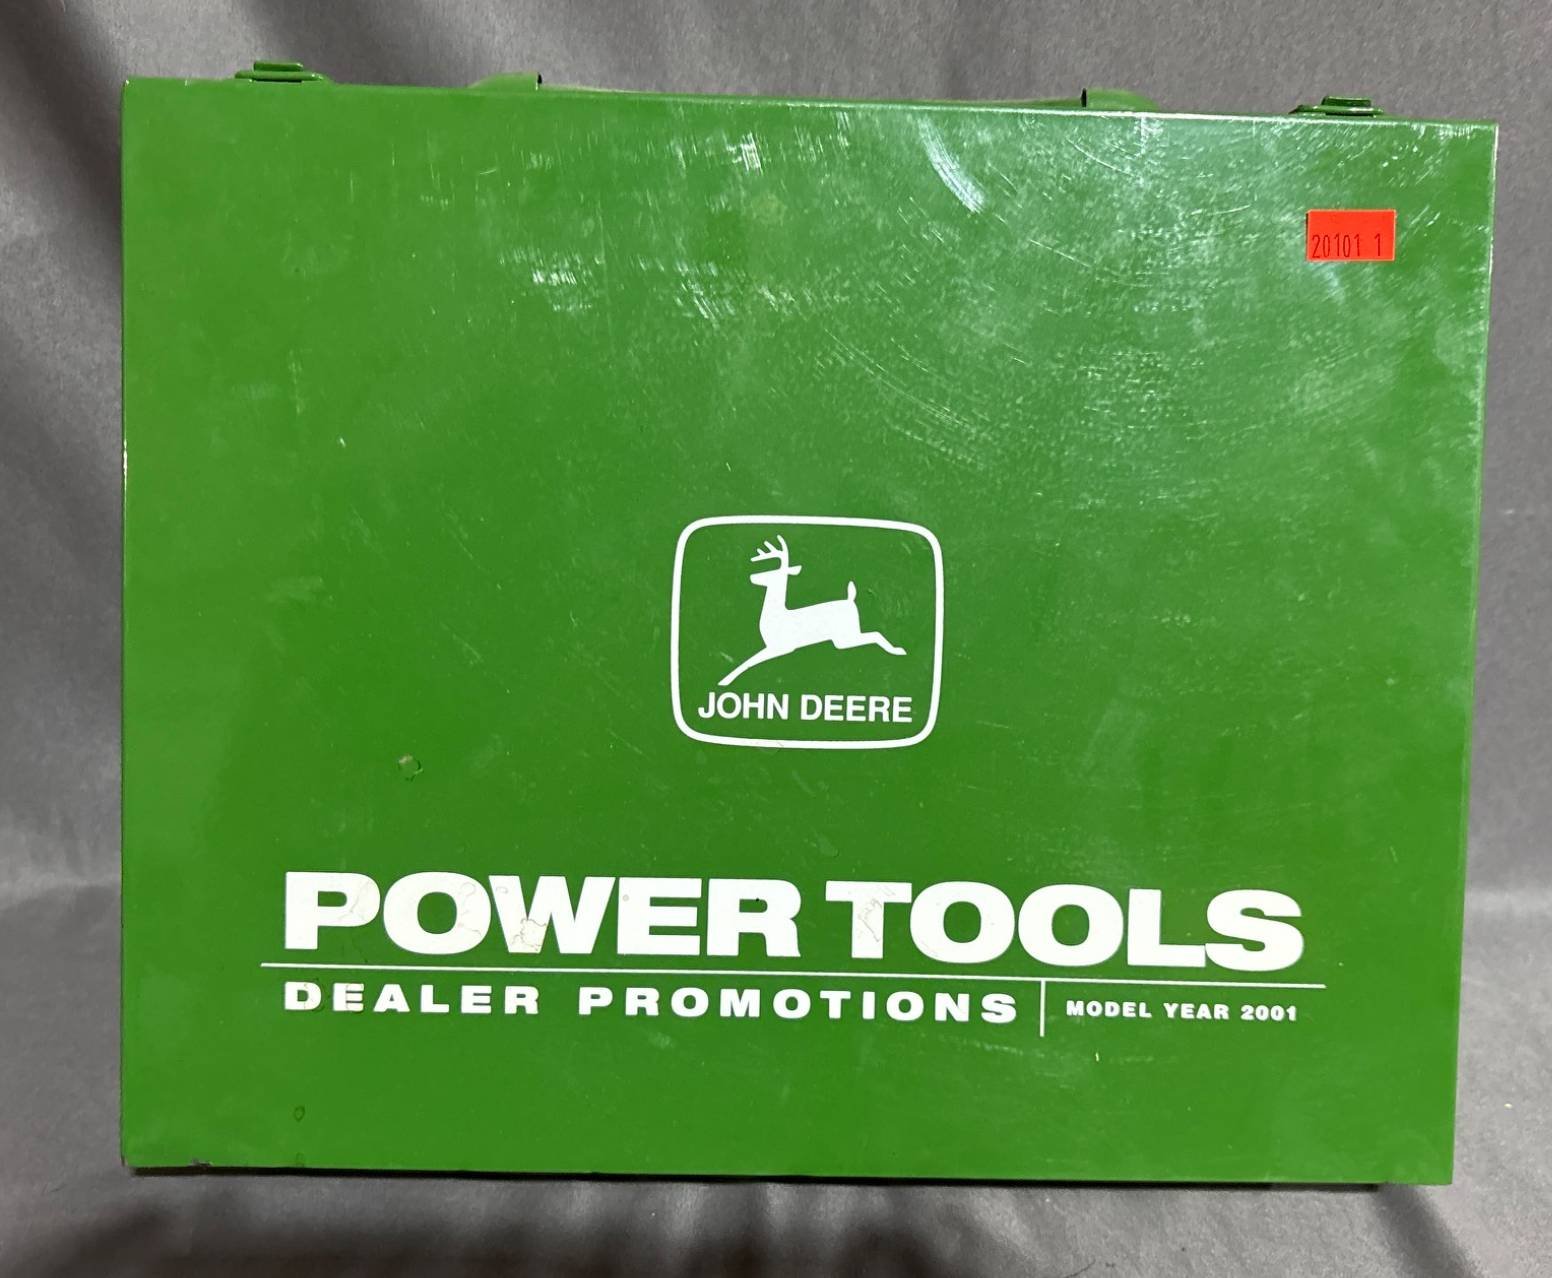 20101 1
JOHN DEERE
POWER TOOLS
DEALER PROMOTIONS
MODEL YEAR 2001